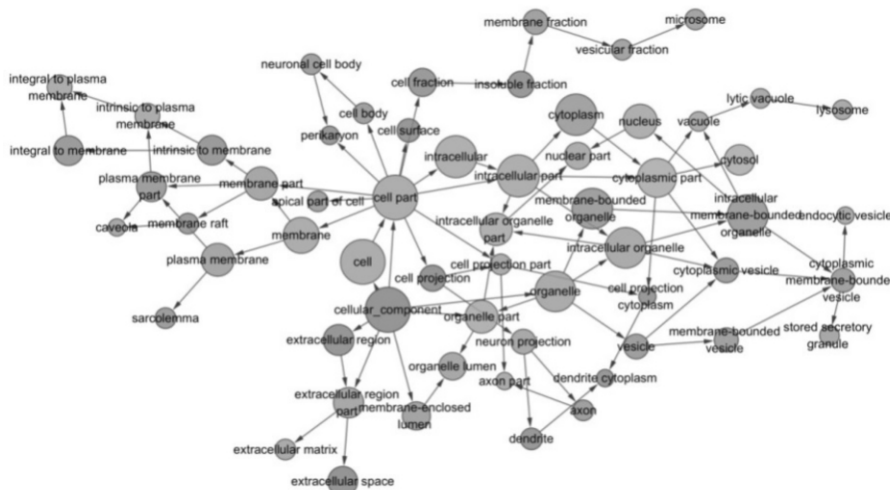 membrane fraction
microsome
vesicular fraction
neuronal cell body
cell fraction
insoluble fraction
integral to plasma
membrane
intrinsic to plasma
membrane
cell body
perikaryon
cell surface
cytoplasm
nucleus
vacuole
lytic vacuole
lysosome
integral to membrane
intrinsic to membrane
intracellular
nuclear part
cytosol
plasma membrane
part
membrane part
apical part of cell
cell part
intracellular part
cytoplasmic part
membrane-bounded
organelle
intracellular
membrane-bounded
organelle
endocytic vesicle
caveola
membrane raft
membrane
intracellular organelle
part
intracellular organelle
plasma membrane
cell
cell projection
cell projection part
cytoplasmic vesicle
cytoplasmic
membrane-bounded
vesicle
organelle
cell projection
cytoplasm
sarcolemma
cellular_component
extracellular region
organelle part
neuron projection
vesicle
membrane-bounded
vesicle
stored secretory
granule
organelle lumen
axon part
dendrite cytoplasm
extracellular region
part
membrane-enclosed
lumen
axon
dendrite
extracellular matrix
extracellular space